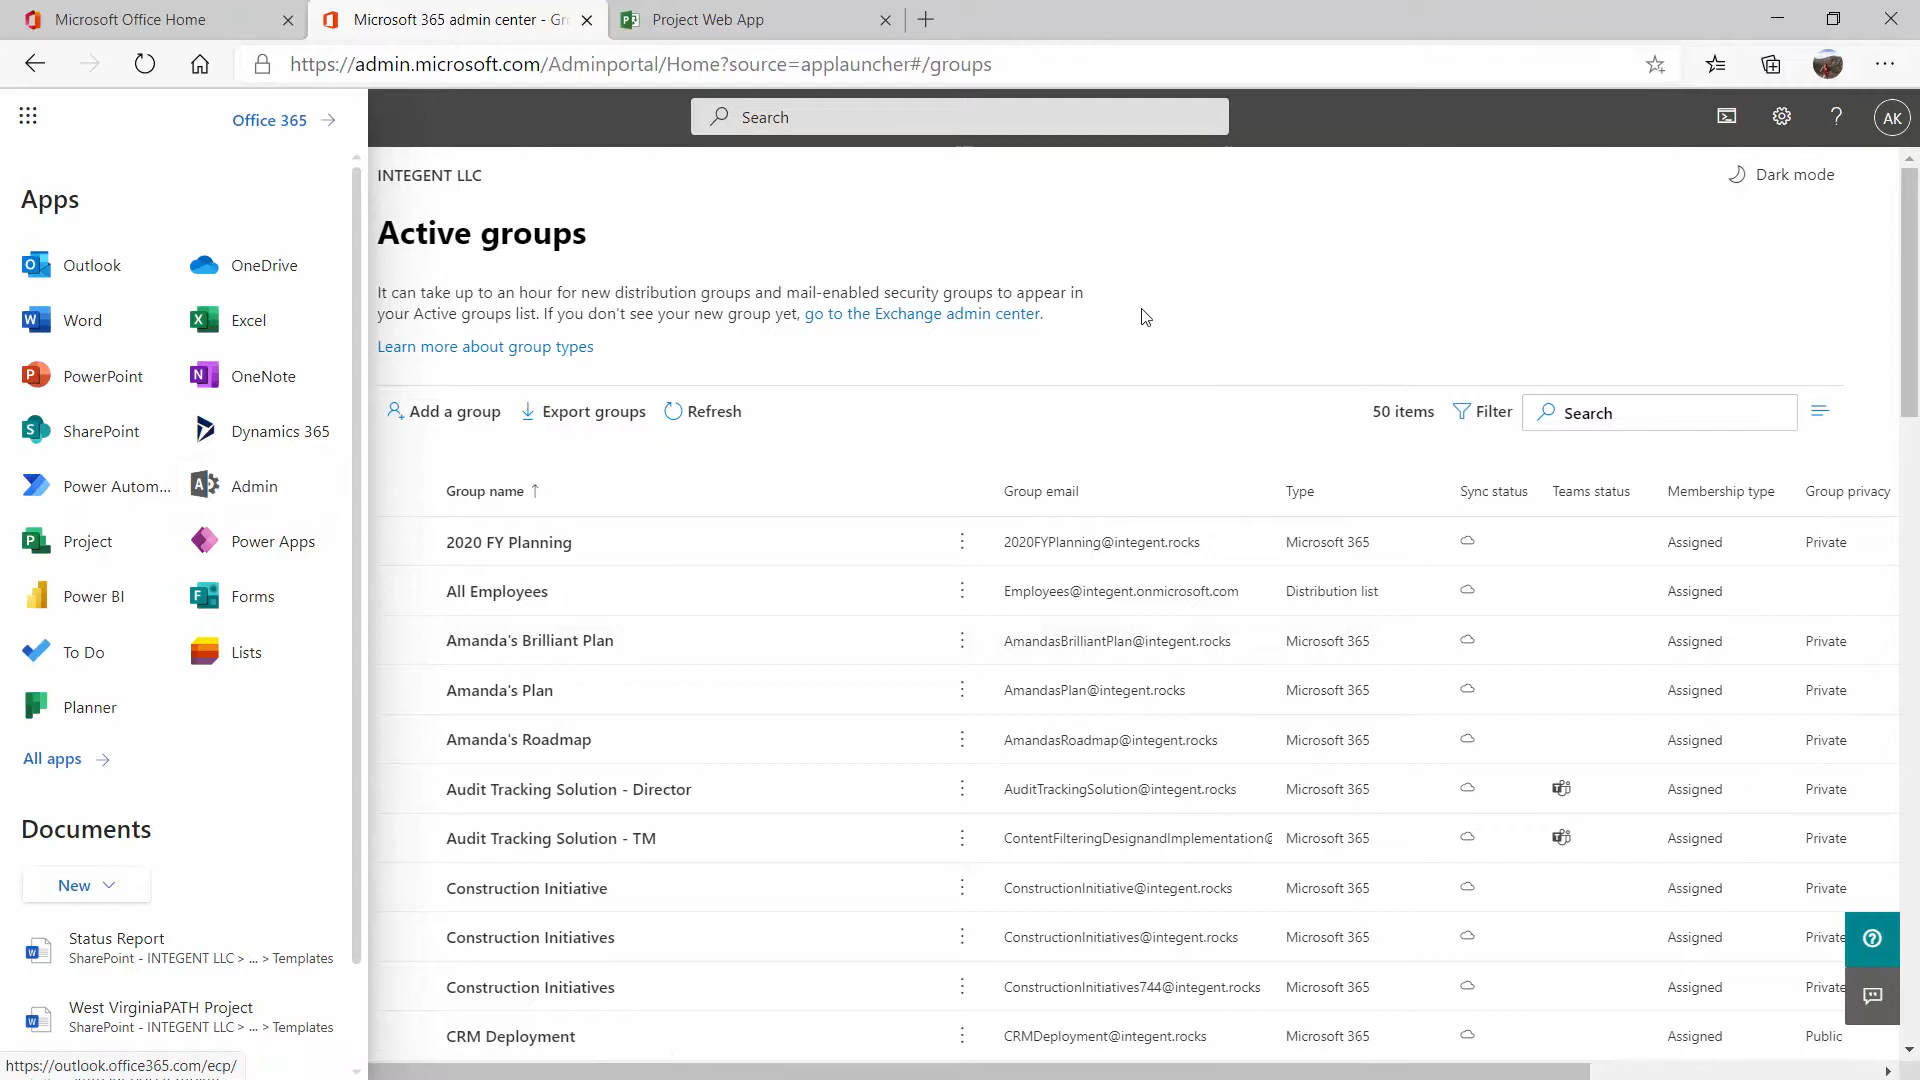 Microsoft Office Home
Microsoft 365 admin center - Gr
Project Web App
https://admin.microsoft.com/Adminportal/Home?source=applauncher#/groups
Office 365
Search
AK
Apps
Outlook
OneDrive
Word
Excel
PowerPoint
OneNote
SharePoint
Dynamics 365
Power Autom...
Admin
Project
Power Apps
Power BI
Forms
To Do
Lists
Planner
All apps
Documents
New
Status Report
SharePoint - INTEGENT LLC > ... > Templates
West VirginiaPATH Project
SharePoint - INTEGENT LLC > ... > Templates
https://outlook.office365.com/ecp/
INTEGENT LLC
Dark mode
Active groups
It can take up to an hour for new distribution groups and mail-enabled security groups to appear in
your Active groups list. If you don't see your new group yet, go to the Exchange admin center.
Learn more about group types
Add a group
Export groups
Refresh
50 items
Filter
Search
Group name Group email Type Sync status Teams status Membership type Group privacy
2020 FY Planning 2020FYPlanning@integent.rocks Microsoft 365 Assigned Private
All Employees Employees@integent.onmicrosoft.com Distribution list Assigned
Amanda's Brilliant Plan AmandasBrilliantPlan@integent.rocks Microsoft 365 Assigned Private
Amanda's Plan AmandasPlan@integent.rocks Microsoft 365 Assigned Private
Amanda's Roadmap AmandasRoadmap@integent.rocks Microsoft 365 Assigned Private
Audit Tracking Solution - Director AuditTrackingSolution@integent.rocks Microsoft 365 Assigned Private
Audit Tracking Solution - TM ContentFilteringDesignandImplementation@ Microsoft 365 Assigned Private
Construction Initiative ConstructionInitiative@integent.rocks Microsoft 365 Assigned Private
Construction Initiatives ConstructionInitiatives@integent.rocks Microsoft 365 Assigned Private
Construction Initiatives ConstructionInitiatives744@integent.rocks Microsoft 365 Assigned Private
CRM Deployment CRMDeployment@integent.rocks Microsoft 365 Assigned Public